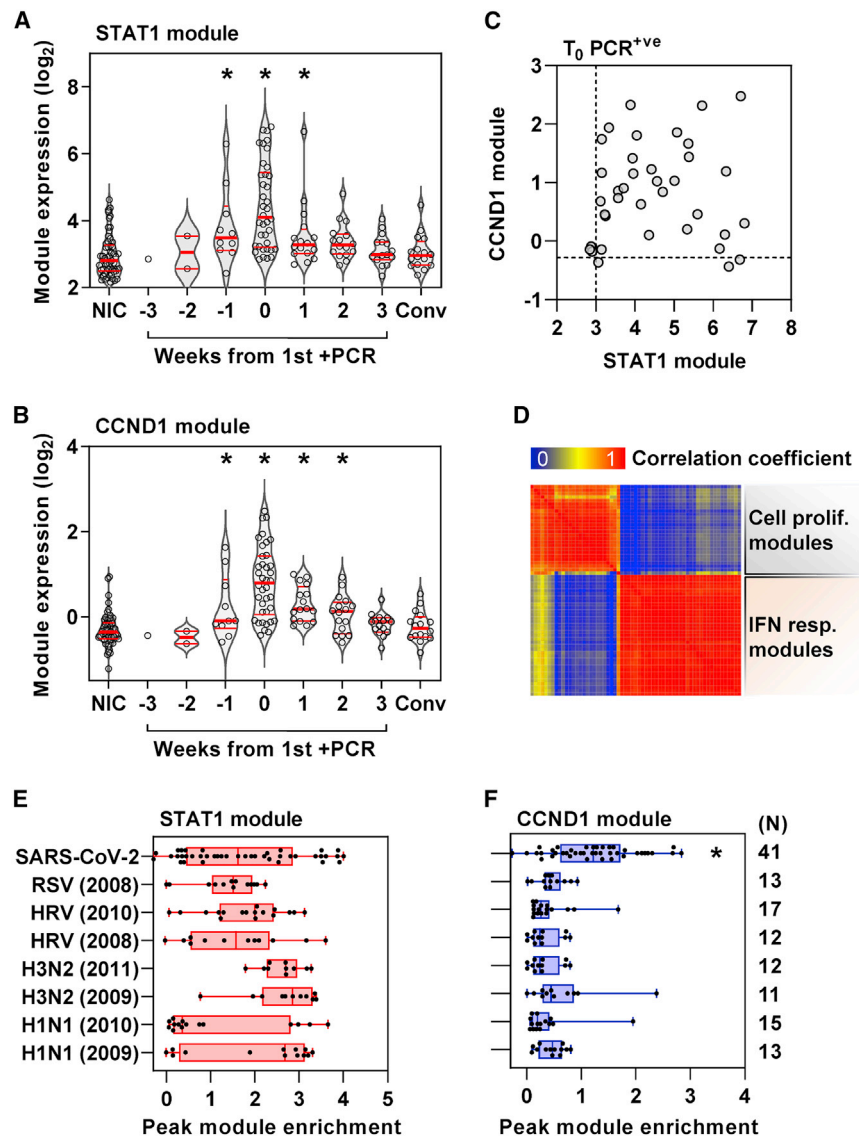 A
STAT1 module
Module expression (log2)
8
6
4
2
* * *
NIC -3 -2 -1 0 1 2 3 Conv
Weeks from 1st +PCR
B
CCND1 module
Module expression (log2)
4
2
0
* * * *
NIC -3 -2 -1 0 1 2 3 Conv
Weeks from 1st +PCR
C
T0 PCR+ve
CCND1 module
3
2
1
0
-1
2 3 4 5 6 7 8
STAT1 module
D
0 1 Correlation coefficient
Cell prolif.
modules
IFN resp.
modules
E
STAT1 module
SARS-CoV-2
RSV (2008)
HRV (2010)
HRV (2008)
H3N2 (2011)
H3N2 (2009)
H1N1 (2010)
H1N1 (2009)
0 1 2 3 4 5
Peak module enrichment
F
CCND1 module
(N)
* 41
13
17
12
12
11
15
13
0 1 2 3 4
Peak module enrichment